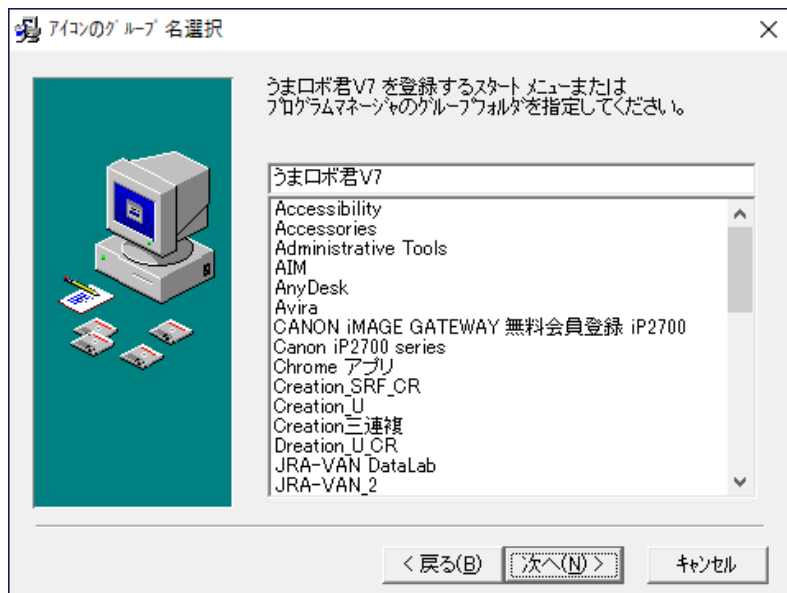 ｱｲｺﾝのｸﾞﾙｰﾌﾟ名選択
うまロボ君V7 を登録するスタート メニューまたは
プログラムマネージャのグループフォルダを指定してください。
うまロボ君V7
Accessibility
Accessories
Administrative Tools
AIM
AnyDesk
Avira
CANON iMAGE GATEWAY 無料会員登録 iP2700
Canon iP2700 series
Chrome アプリ
Creation_SRF_CR
Creation_U
Creation三連複
Dreation_U_CR
JRA-VAN DataLab
JRA-VAN_2
< 戻る(B)
次へ(N) >
ｷｬﾝｾﾙ